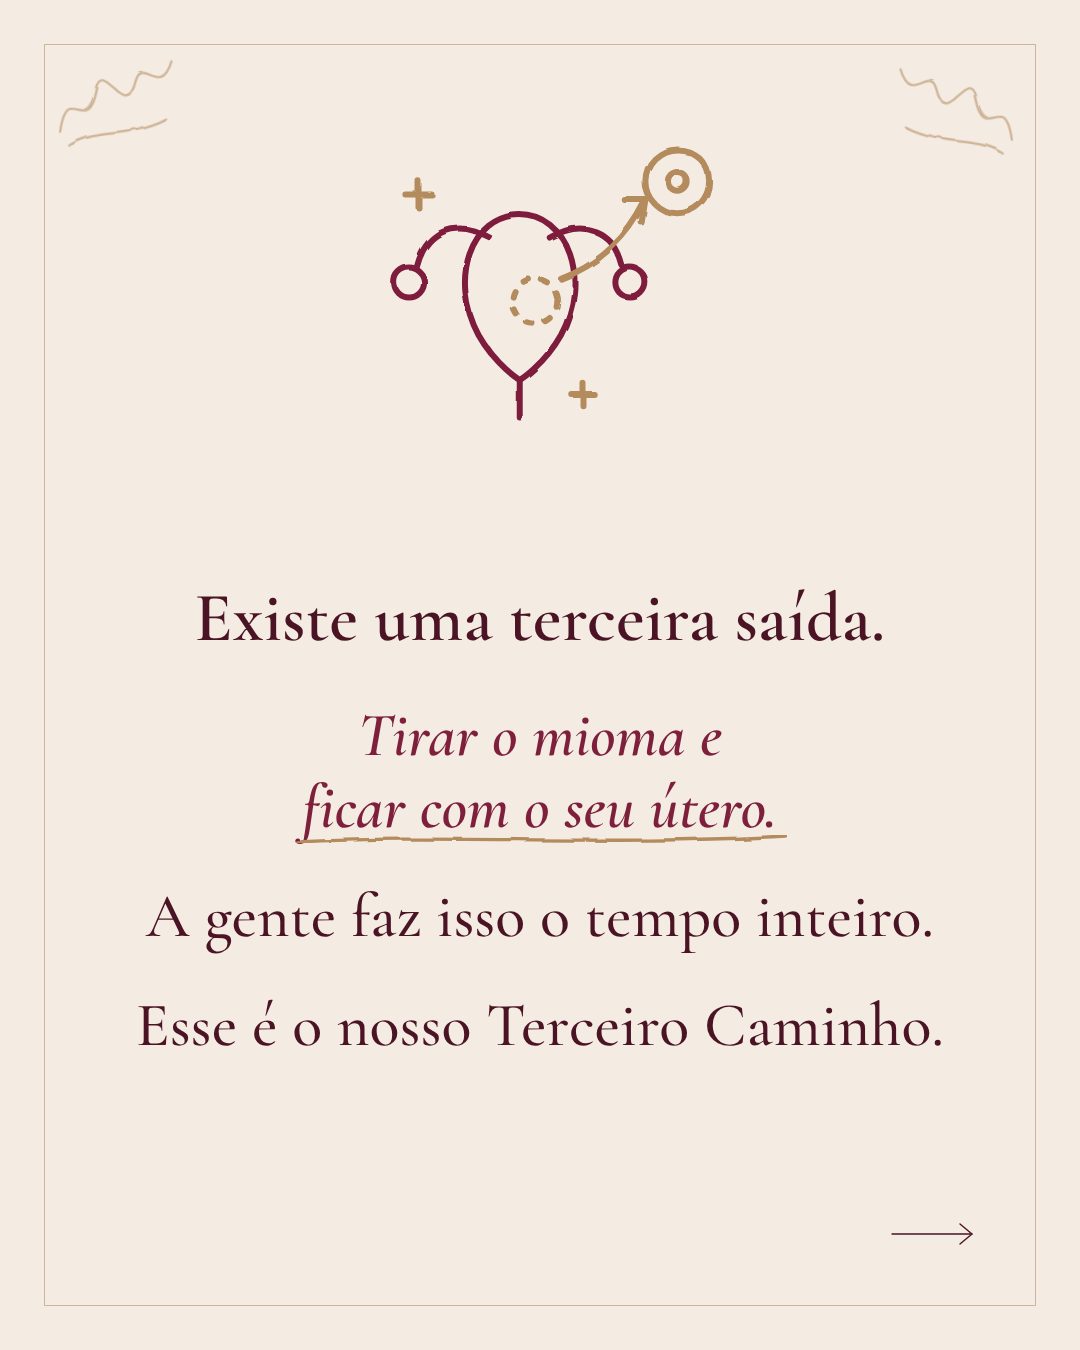 Existe uma terceira saída.
Tirar o mioma e
ficar com o seu útero.
A gente faz isso o tempo inteiro.
Esse é o nosso Terceiro Caminho.